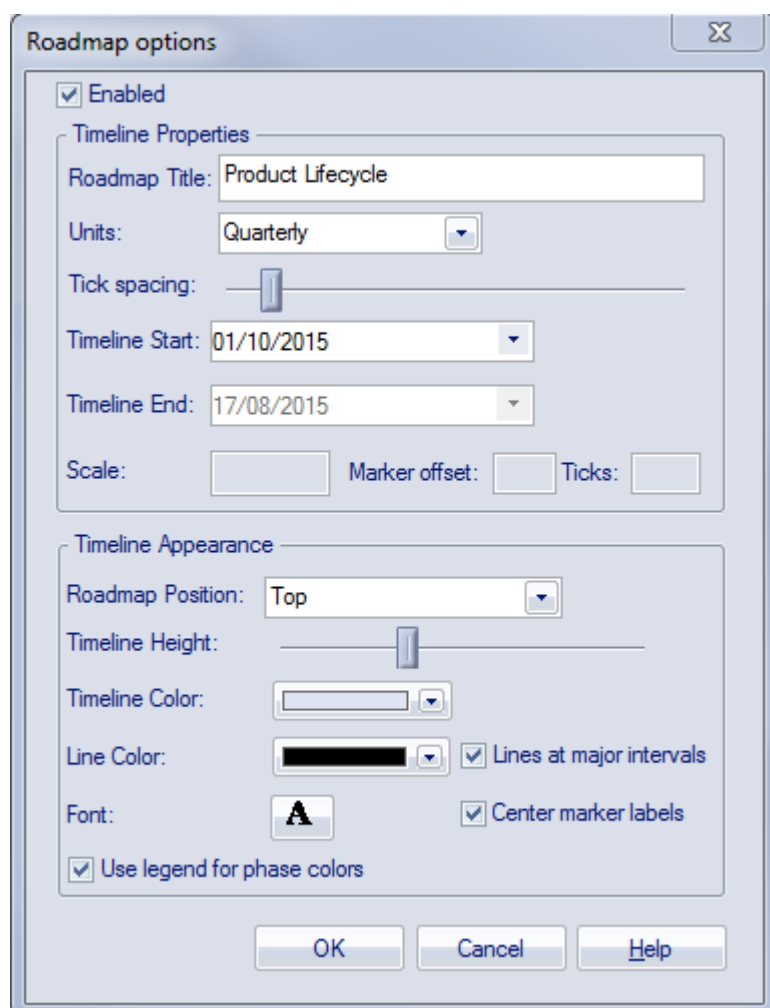 Roadmap options
Enabled
Timeline Properties
Roadmap Title: Product Lifecycle
Units: Quarterly
Tick spacing:
Timeline Start: 01/10/2015
Timeline End: 17/08/2015
Scale: Marker offset: Ticks:
Timeline Appearance
Roadmap Position: Top
Timeline Height:
Timeline Color:
Line Color: Lines at major intervals
Font: A Center marker labels
Use legend for phase colors
OK Cancel Help